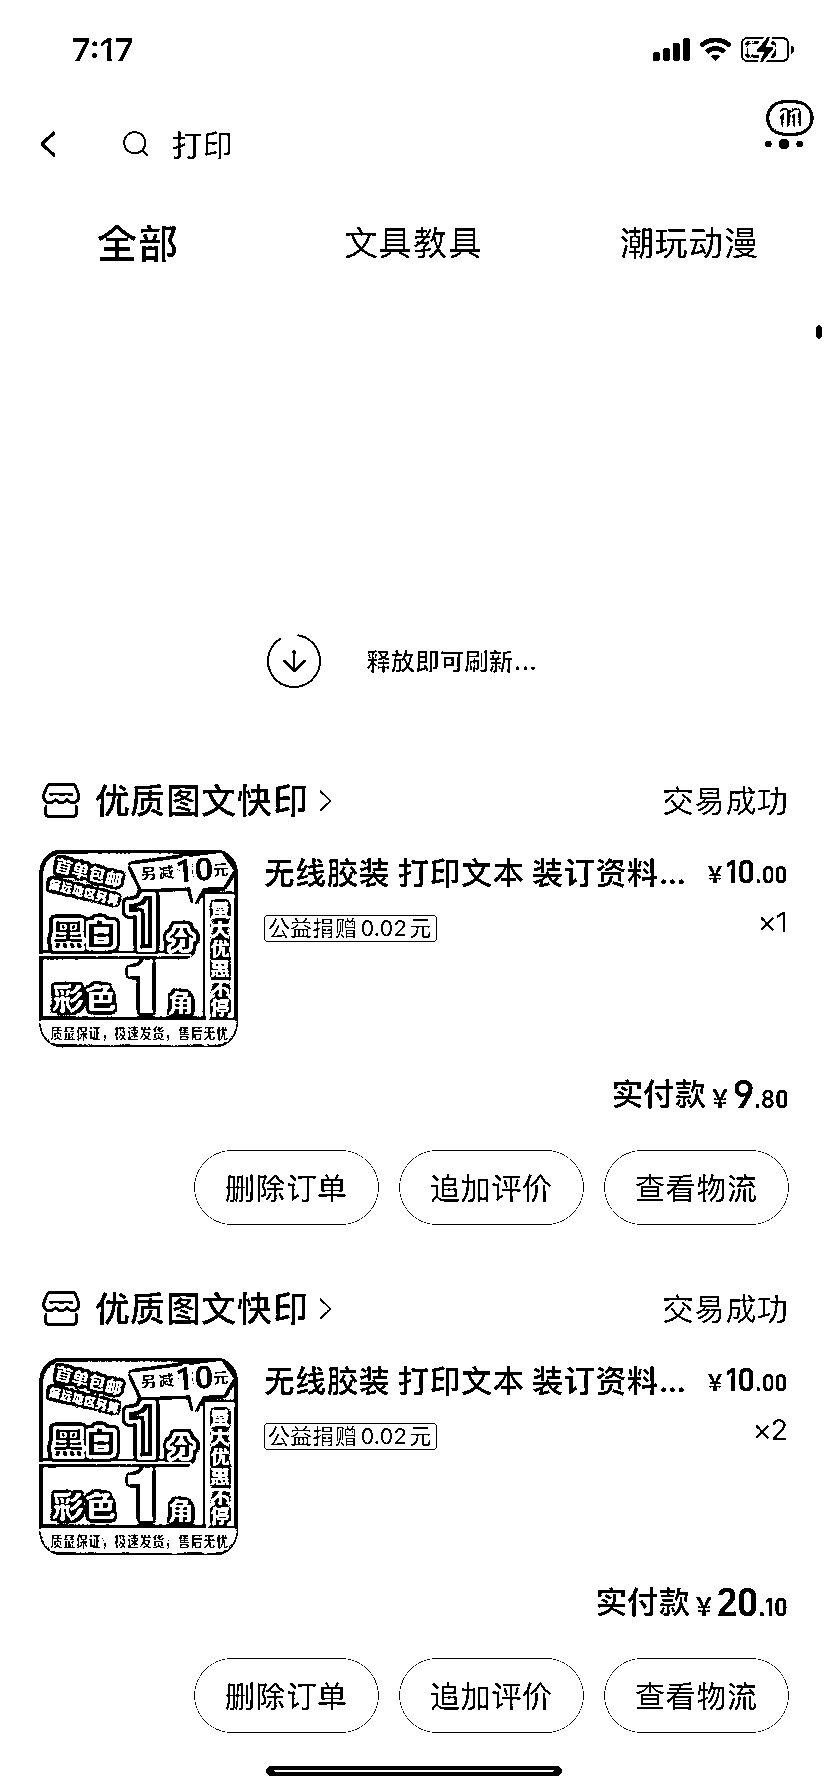 7:17
打印
全部
文具教具
潮玩动漫
释放即可刷新...
优质图文快印
交易成功
首单包邮
另减10元
黑白1分
彩色1角
量大优惠不停
质量保证，极速发货，售后无忧
无线胶装 打印文本 装订资料... ¥10.00
公益捐赠0.02元
×1
实付款 ¥9.80
删除订单
追加评价
查看物流
优质图文快印
交易成功
首单包邮
另减10元
黑白1分
彩色1角
量大优惠不停
质量保证，极速发货，售后无忧
无线胶装 打印文本 装订资料... ¥10.00
公益捐赠0.02元
×2
实付款 ¥20.10
删除订单
追加评价
查看物流